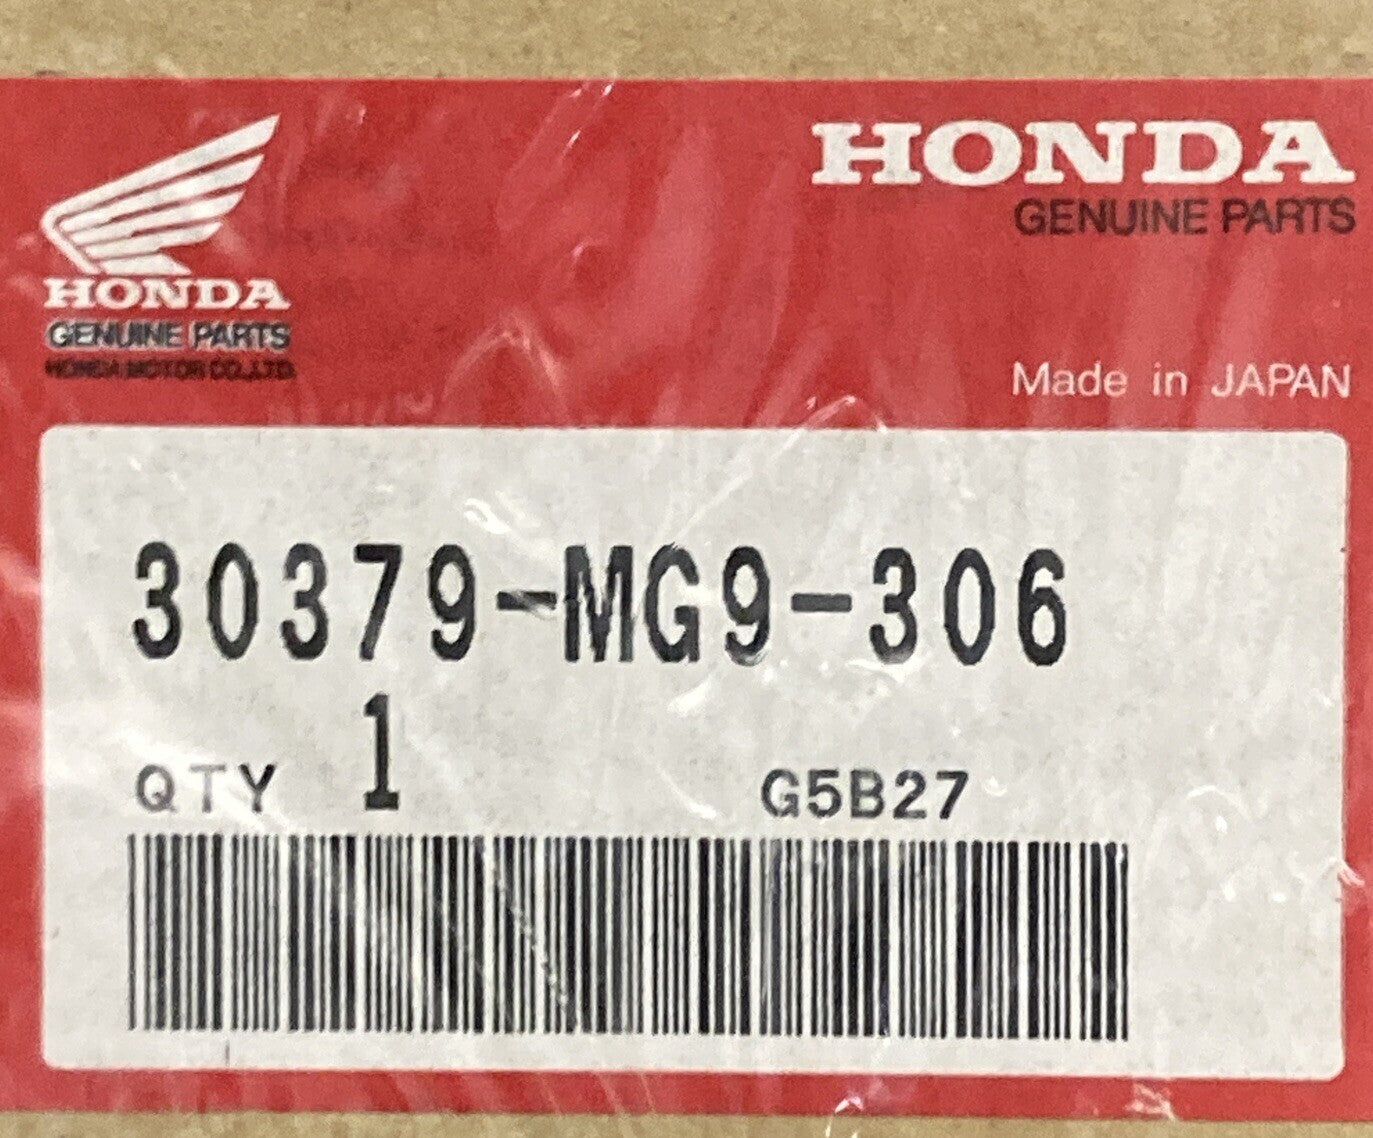 HONDA
GENUINE PARTS
HONDA MOTOR CO.,LTD.
HONDA
GENUINE PARTS
Made in JAPAN
30379-MG9-306
QTY 1 G5B27